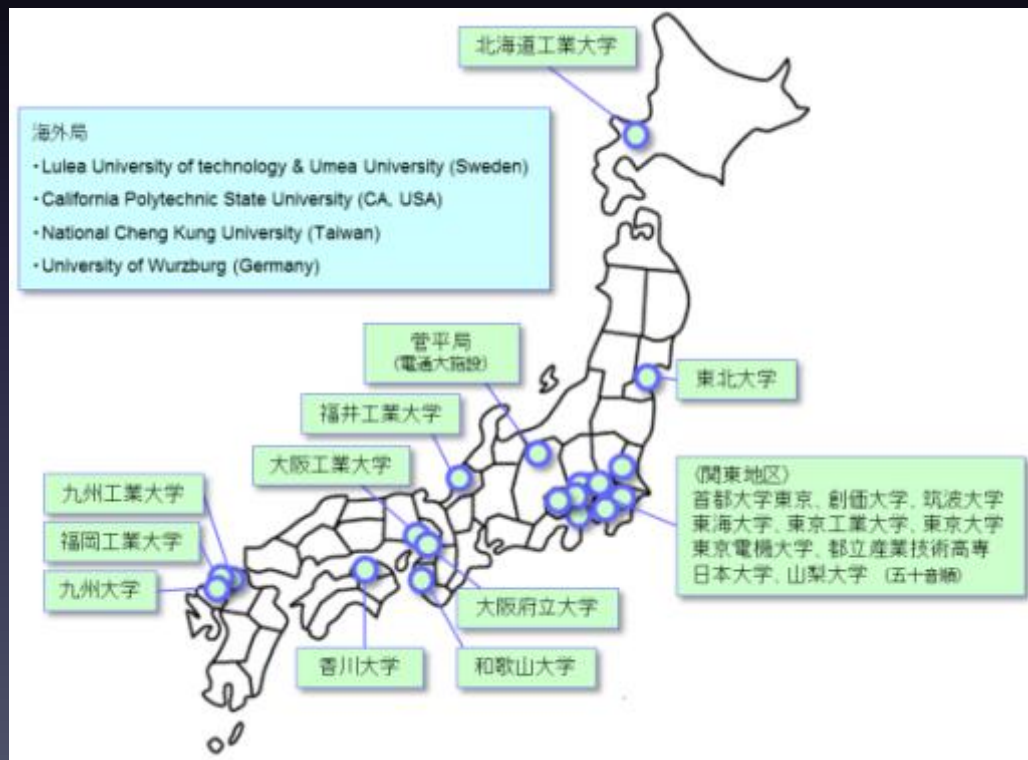 北海道工業大学
海外局
・Lulea University of technology & Umea University (Sweden)
・California Polytechnic State University (CA, USA)
・National Cheng Kung University (Taiwan)
・University of Wurzburg (Germany)
菅平局
(電通大施設)
東北大学
福井工業大学
大阪工業大学
九州工業大学
福岡工業大学
九州大学
(関東地区)
首都大学東京、創価大学、筑波大学
東海大学、東京工業大学、東京大学
東京電機大学、都立産業技術高専
日本大学、山梨大学 (五十音順)
大阪府立大学
香川大学
和歌山大学